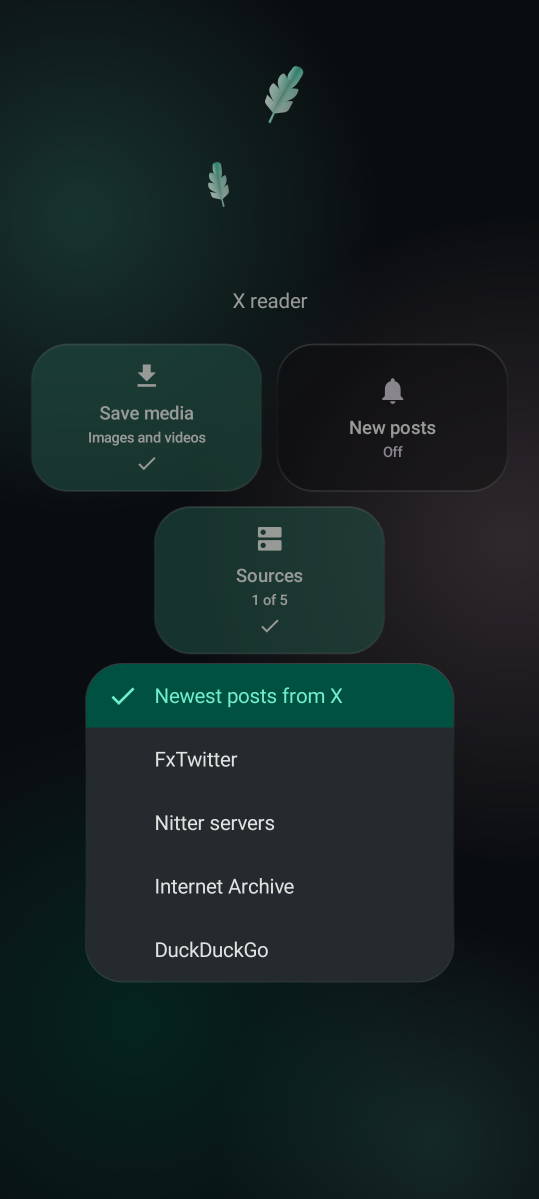 X reader
Save media
Images and videos
New posts
Off
Sources
1 of 5
Newest posts from X
FxTwitter
Nitter servers
Internet Archive
DuckDuckGo